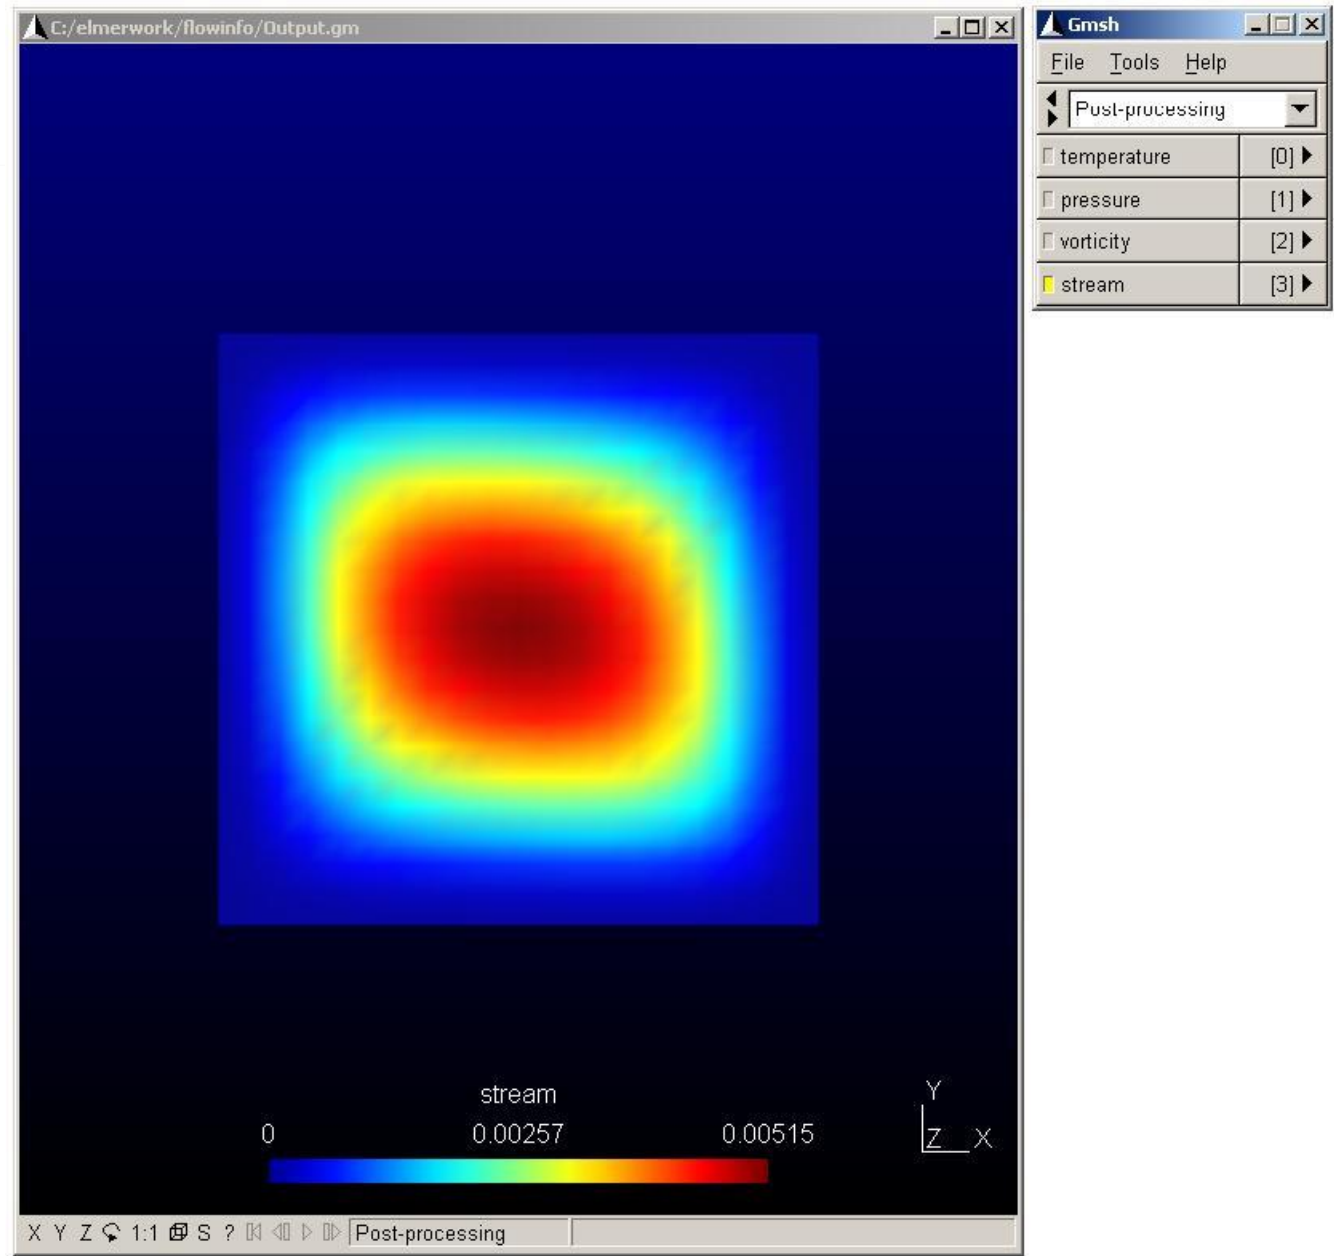 C:/elmerwork/flowinfo/Output.gm
Gmsh
File Tools Help
Post-processing
temperature [0]
pressure [1]
vorticity [2]
stream [3]
stream
0 0.00257 0.00515
Y
Z X
X Y Z 1:1 S ? Post-processing